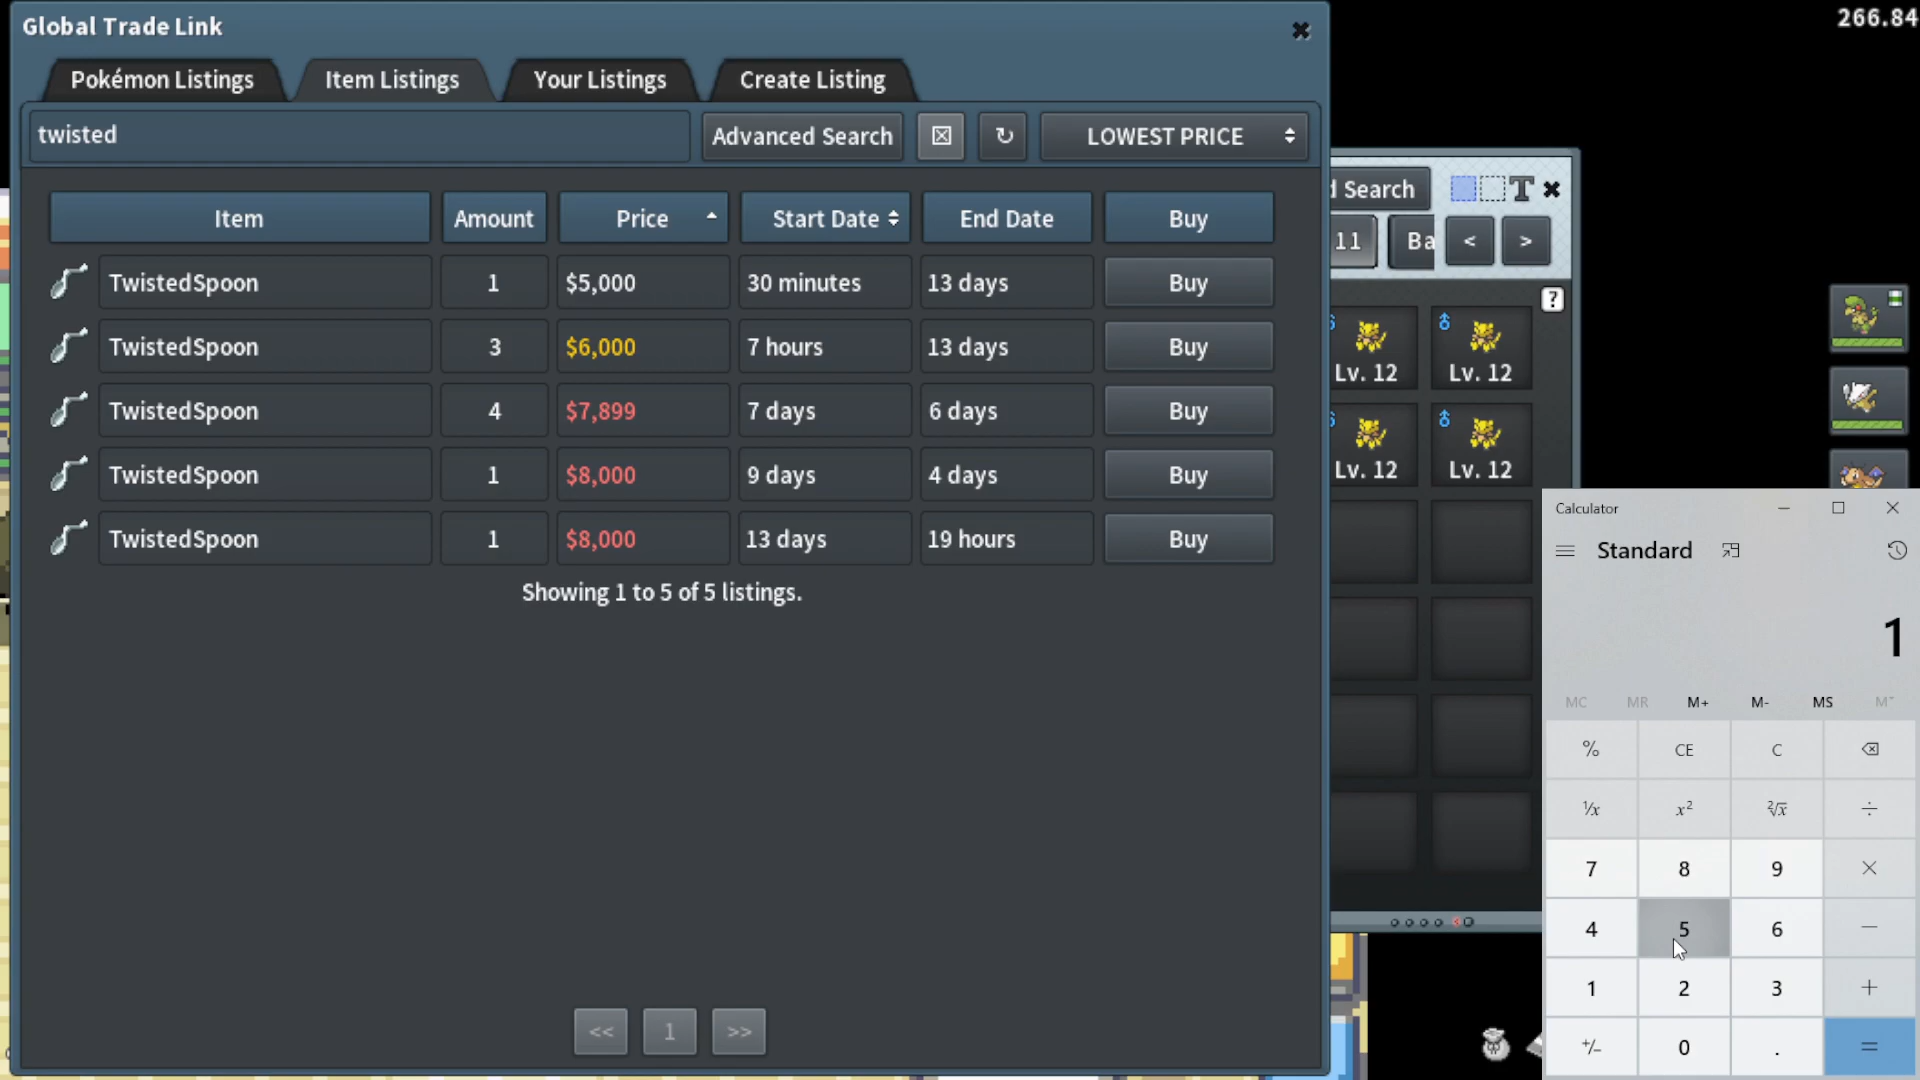 Global Trade Link
266.84
Pokémon Listings
Item Listings
Your Listings
Create Listing
twisted
Advanced Search
LOWEST PRICE
Item Amount Price Start Date End Date Buy
TwistedSpoon 1 $5,000 30 minutes 13 days Buy
TwistedSpoon 3 $6,000 7 hours 13 days Buy
TwistedSpoon 4 $7,899 7 days 6 days Buy
TwistedSpoon 1 $8,000 9 days 4 days Buy
TwistedSpoon 1 $8,000 13 days 19 hours Buy
Showing 1 to 5 of 5 listings.
<< 1 >>
d Search T
11 Ba < >
?
Lv. 12 Lv. 12
Lv. 12 Lv. 12
Calculator
Standard
1
MC MR M+ M- MS M˅
% CE C
¹/x x² ²√x ÷
7 8 9 ×
4 5 6 −
1 2 3 +
+/− 0 . =